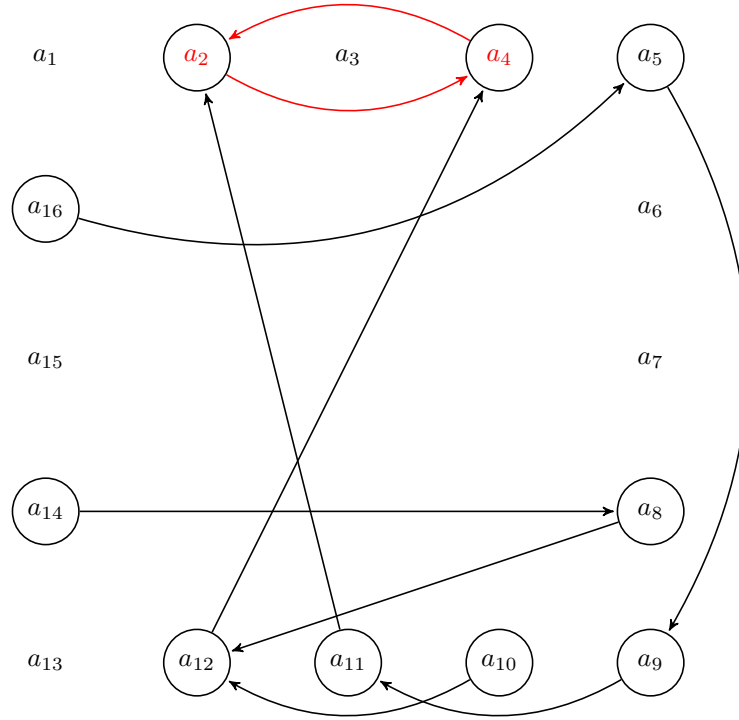 a₁ a₂ a₃ a₄ a₅
a₁₆ a₆
a₁₅ a₇
a₁₄ a₈
a₁₃ a₁₂ a₁₁ a₁₀ a₉